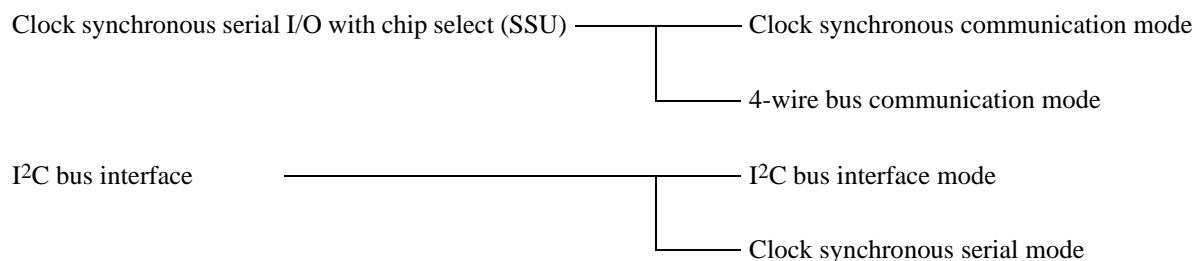 Clock synchronous serial I/O with chip select (SSU) Clock synchronous communication mode
4-wire bus communication mode
I2C bus interface I2C bus interface mode
Clock synchronous serial mode